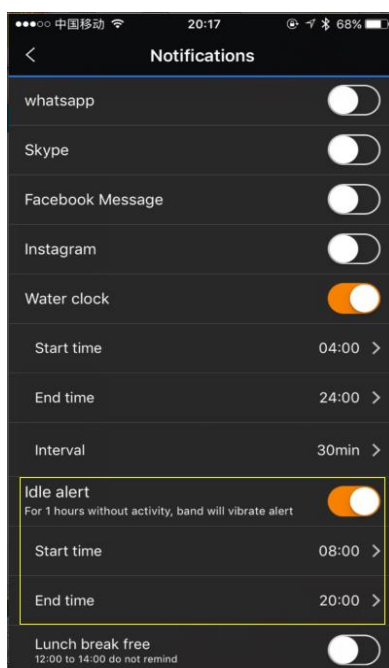 中国移动 20:17 68%
Notifications
whatsapp
Skype
Facebook Message
Instagram
Water clock
Start time 04:00
End time 24:00
Interval 30min
Idle alert
For 1 hours without activity, band will vibrate alert
Start time 08:00
End time 20:00
Lunch break free
12:00 to 14:00 do not remind